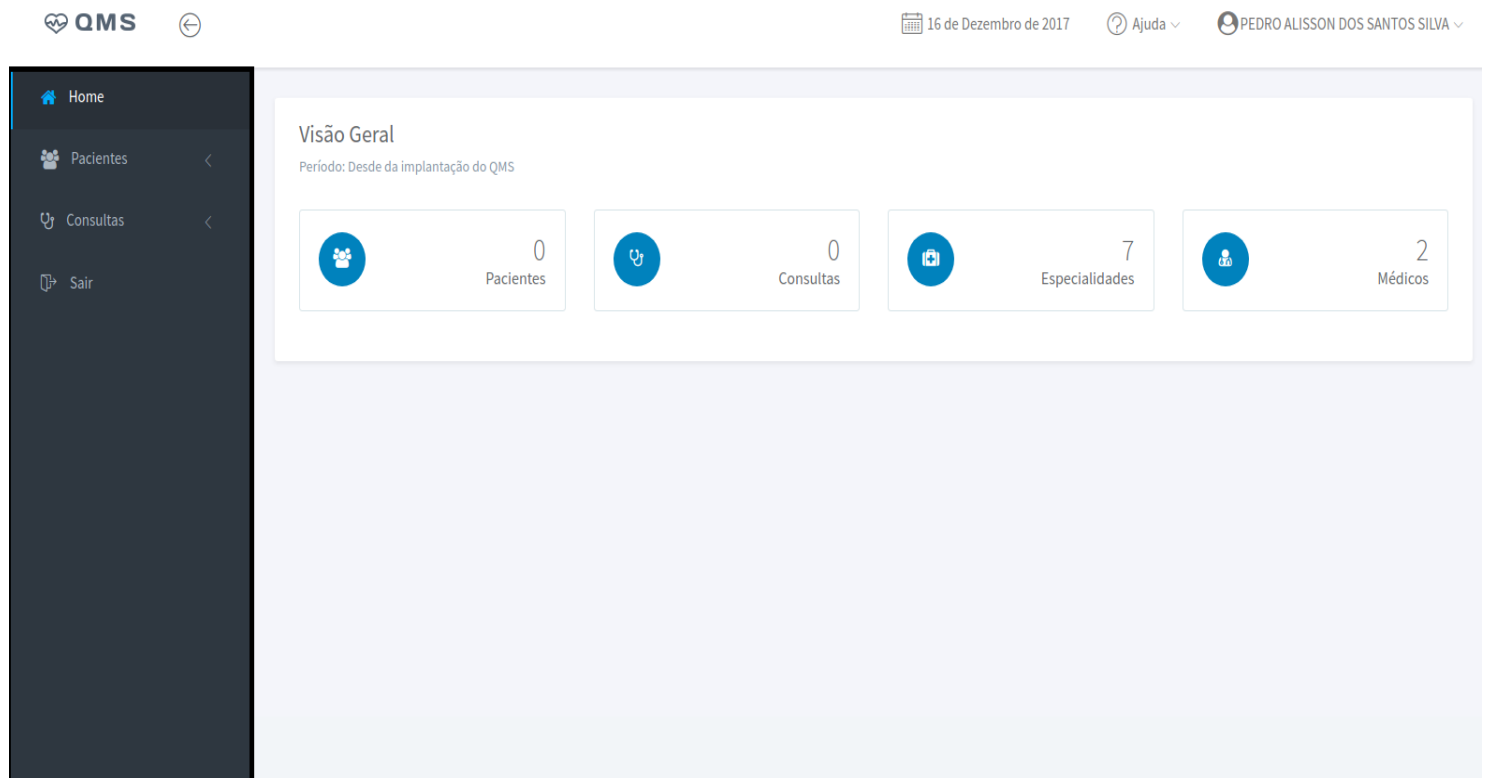 QMS
16 de Dezembro de 2017
Ajuda
PEDRO ALISSON DOS SANTOS SILVA
Home
Pacientes
Consultas
Sair
Visão Geral
Período: Desde da implantação do QMS
0
Pacientes
0
Consultas
7
Especialidades
2
Médicos